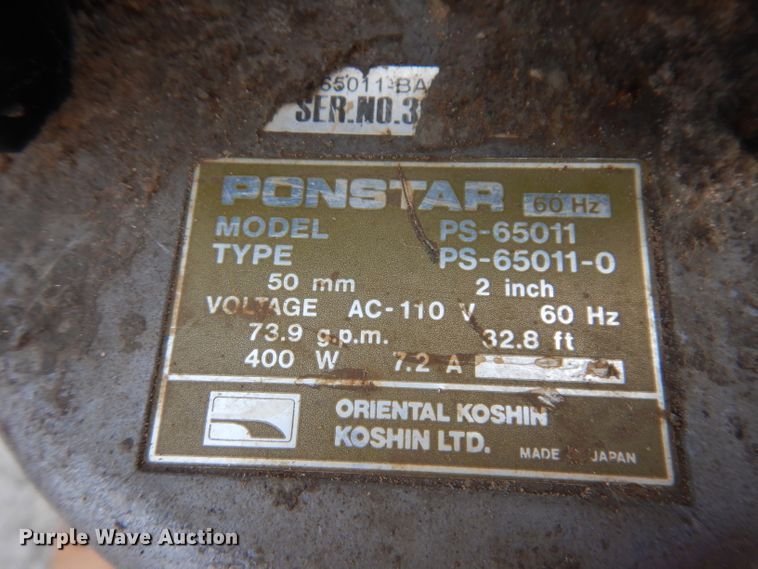 65011-BA
SER.NO.3
PONSTAR 60 Hz
MODEL PS-65011
TYPE PS-65011-0
50 mm 2 inch
VOLTAGE AC-110 V 60 Hz
73.9 g.p.m. 32.8 ft
400 W 7.2 A
ORIENTAL KOSHIN
KOSHIN LTD. MADE JAPAN
Purple Wave Auction